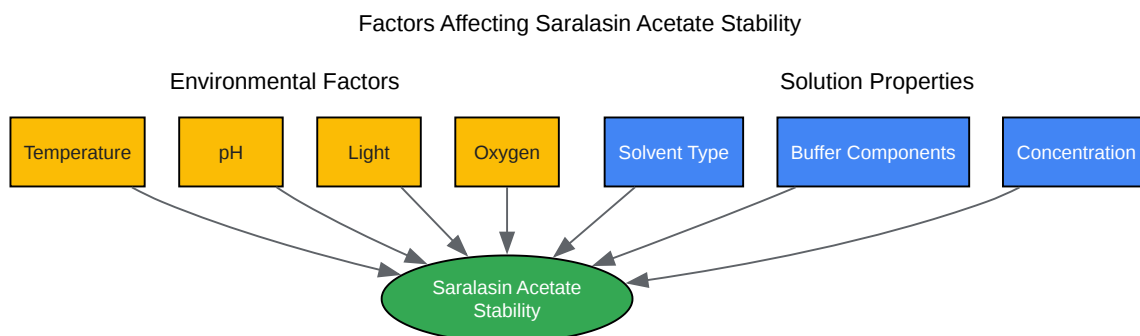 Factors Affecting Saralasin Acetate Stability
Environmental Factors
Solution Properties
Temperature
pH
Light
Oxygen
Solvent Type
Buffer Components
Concentration
Saralasin Acetate
Stability